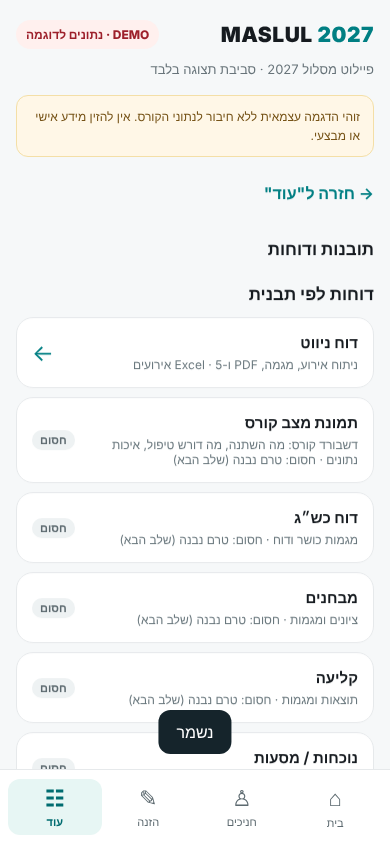 MASLUL 2027
DEMO · נתונים לדוגמה
פיילוט מסלול 2027 · סביבת תצוגה בלבד
זוהי הדגמה עצמאית ללא חיבור לנתוני הקורס. אין להזין מידע אישי
או מבצעי.
→ חזרה ל"עוד"
תובנות ודוחות
דוחות לפי תבנית
דוח ניווט
ניתוח אירוע, מגמה, PDF ו-Excel · 5 אירועים
←
תמונת מצב קורס
דשבורד קורס: מה השתנה, מה דורש טיפול, איכות
נתונים · חסום: טרם נבנה (שלב הבא)
חסום
דוח כש״ג
מגמות כושר ודוח · חסום: טרם נבנה (שלב הבא)
חסום
מבחנים
ציונים ומגמות · חסום: טרם נבנה (שלב הבא)
חסום
קליעה
תוצאות ומגמות · חסום: טרם נבנה (שלב הבא)
חסום
נשמר
נוכחות / מסעות
חסום
בית
חניכים
הזנה
עוד